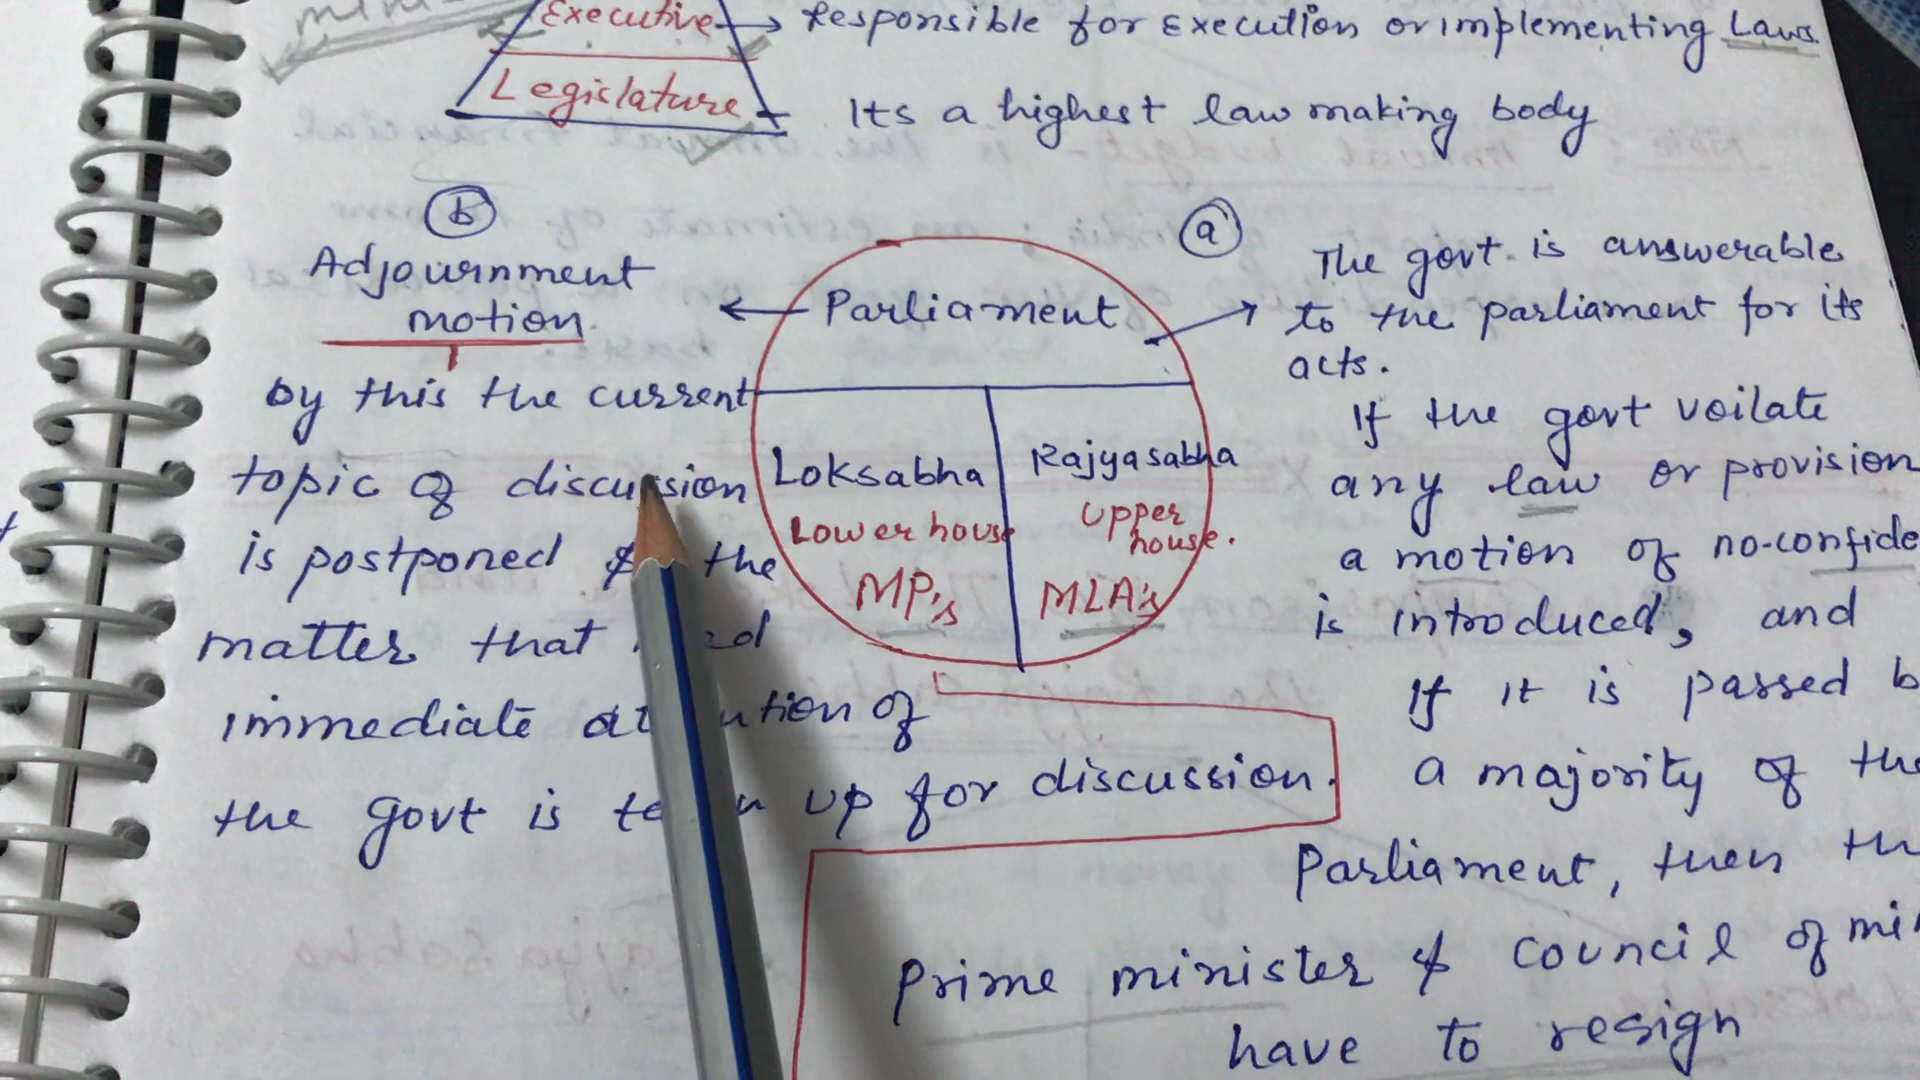 Executive → Responsible for Execution or implementing Laws.
Legislature Its a highest law making body
b
Adjournment
motion
by this the current
topic of discussion
is postponed & the
matter that
immediate
the govt is up for discussion.
Parliament
Loksabha
Lower house
MP's
Rajyasabha
Upper
house.
MLA's
a
The govt. is answerable
to the parliament for its
acts.
If the govt voilate
any law or provision
a motion of no-confide
is introduced, and
If it is passed b
a majority of the
Parliament, then th
Prime minister & council of mi
have to resign